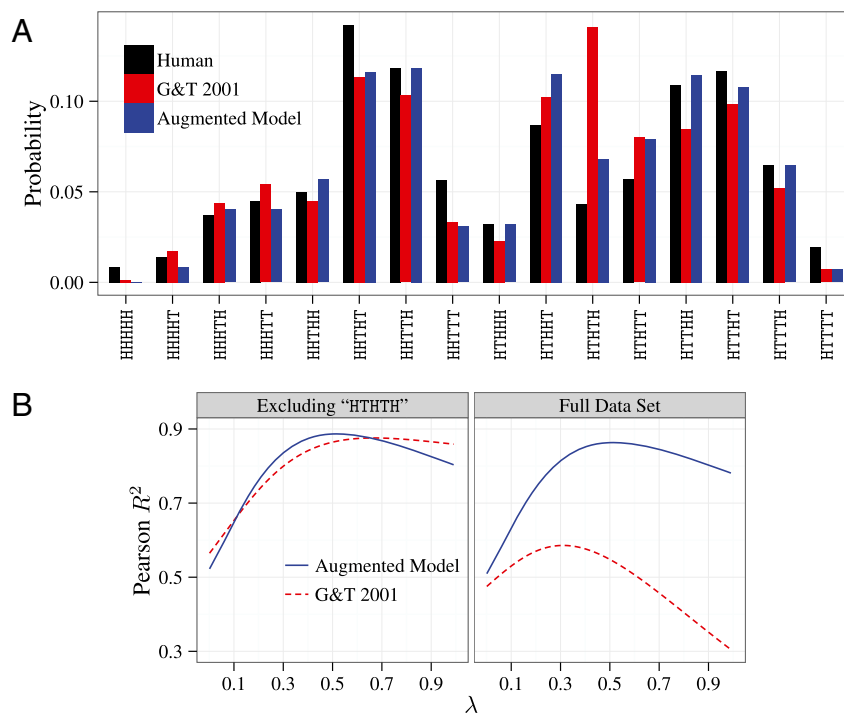 A
Human
G&T 2001
Augmented Model
Probability
0.10
0.05
0.00
HHHHH
HHHHT
HHHTH
HHHTT
HHTHH
HHTHT
HHTTH
HHTTT
HTHHH
HTHHT
HTHTH
HTHTT
HTTHH
HTTHT
HTTTH
HTTTT
B
Excluding “HTHTH”
Full Data Set
Pearson R²
0.9
0.7
0.5
0.3
Augmented Model
G&T 2001
0.1 0.3 0.5 0.7 0.9
0.1 0.3 0.5 0.7 0.9
λ